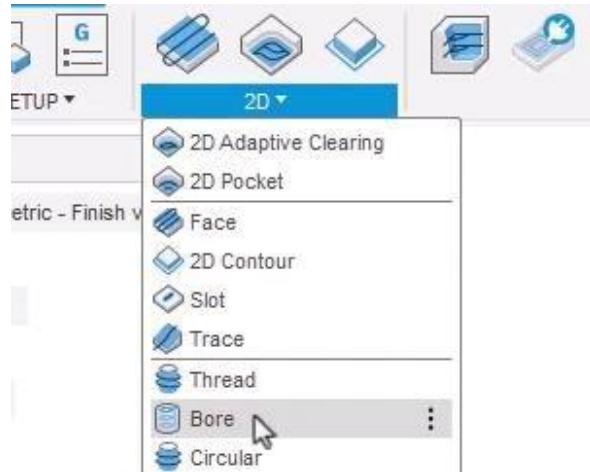 G
ETUP ▾
2D ▾
2D Adaptive Clearing
2D Pocket
etric - Finish v
Face
2D Contour
Slot
Trace
Thread
Bore
Circular